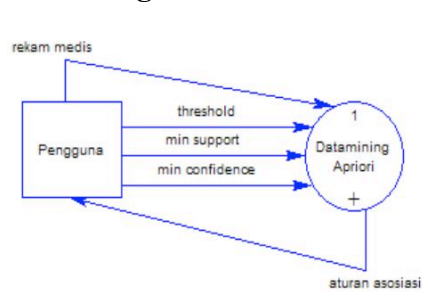 rekam medis
threshold
min support
min confidence
Pengguna
1
Datamining
Apriori
+
aturan asosiasi